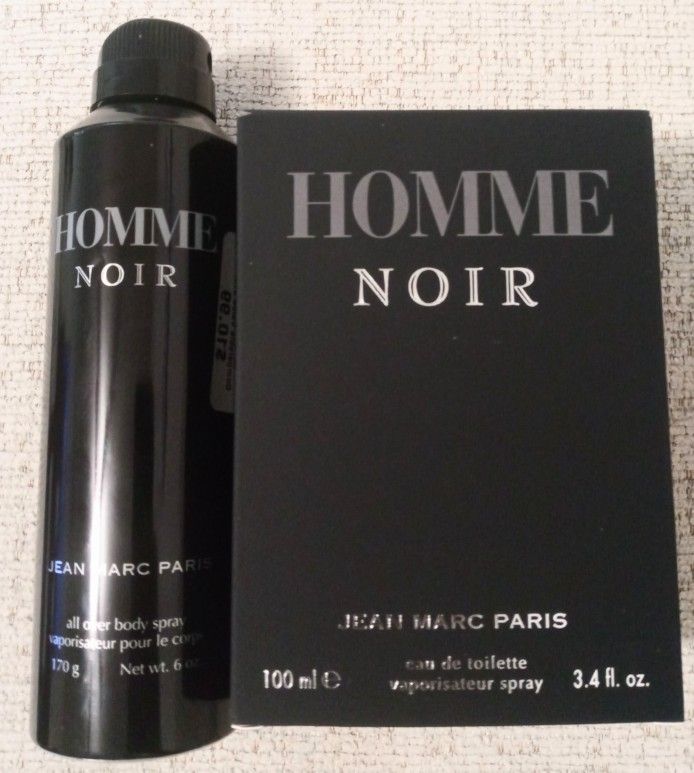 HOMME
NOIR
JEAN MARC PARIS
all over body spray
vaporisateur pour le corps
170 g Net wt. 6 oz.
HOMME
NOIR
JEAN MARC PARIS
eau de toilette
100 ml ℮ vaporisateur spray 3.4 fl. oz.